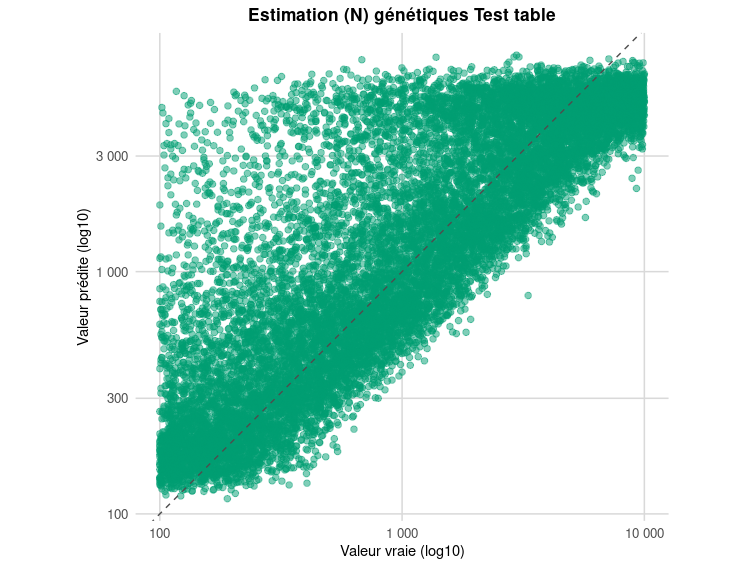 Estimation (N) génétiques Test table
Valeur prédite (log10)
3 000
1 000
300
100
100
1 000
10 000
Valeur vraie (log10)